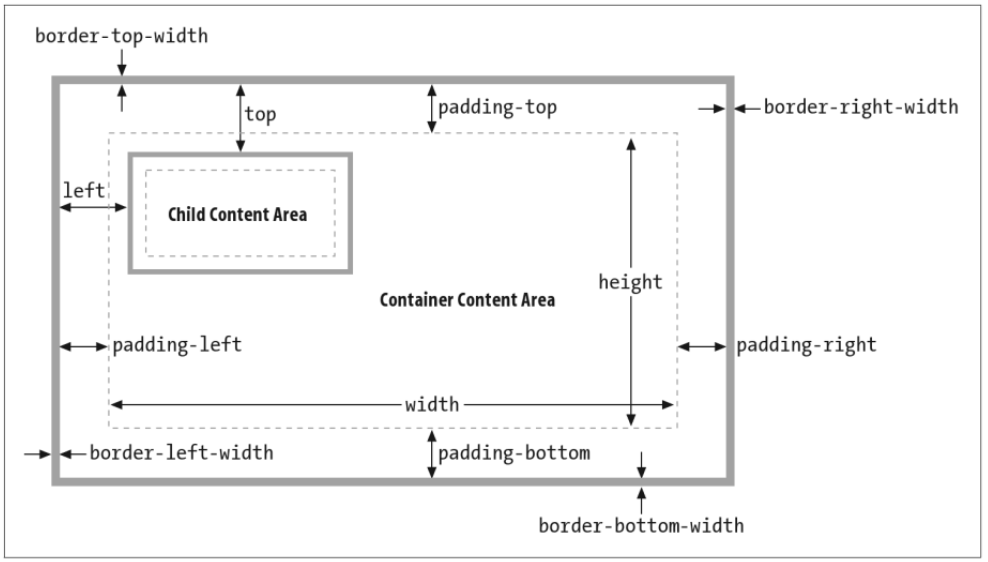 border-top-width
top
padding-top
border-right-width
left
Child Content Area
height
Container Content Area
padding-left
padding-right
width
border-left-width
padding-bottom
border-bottom-width